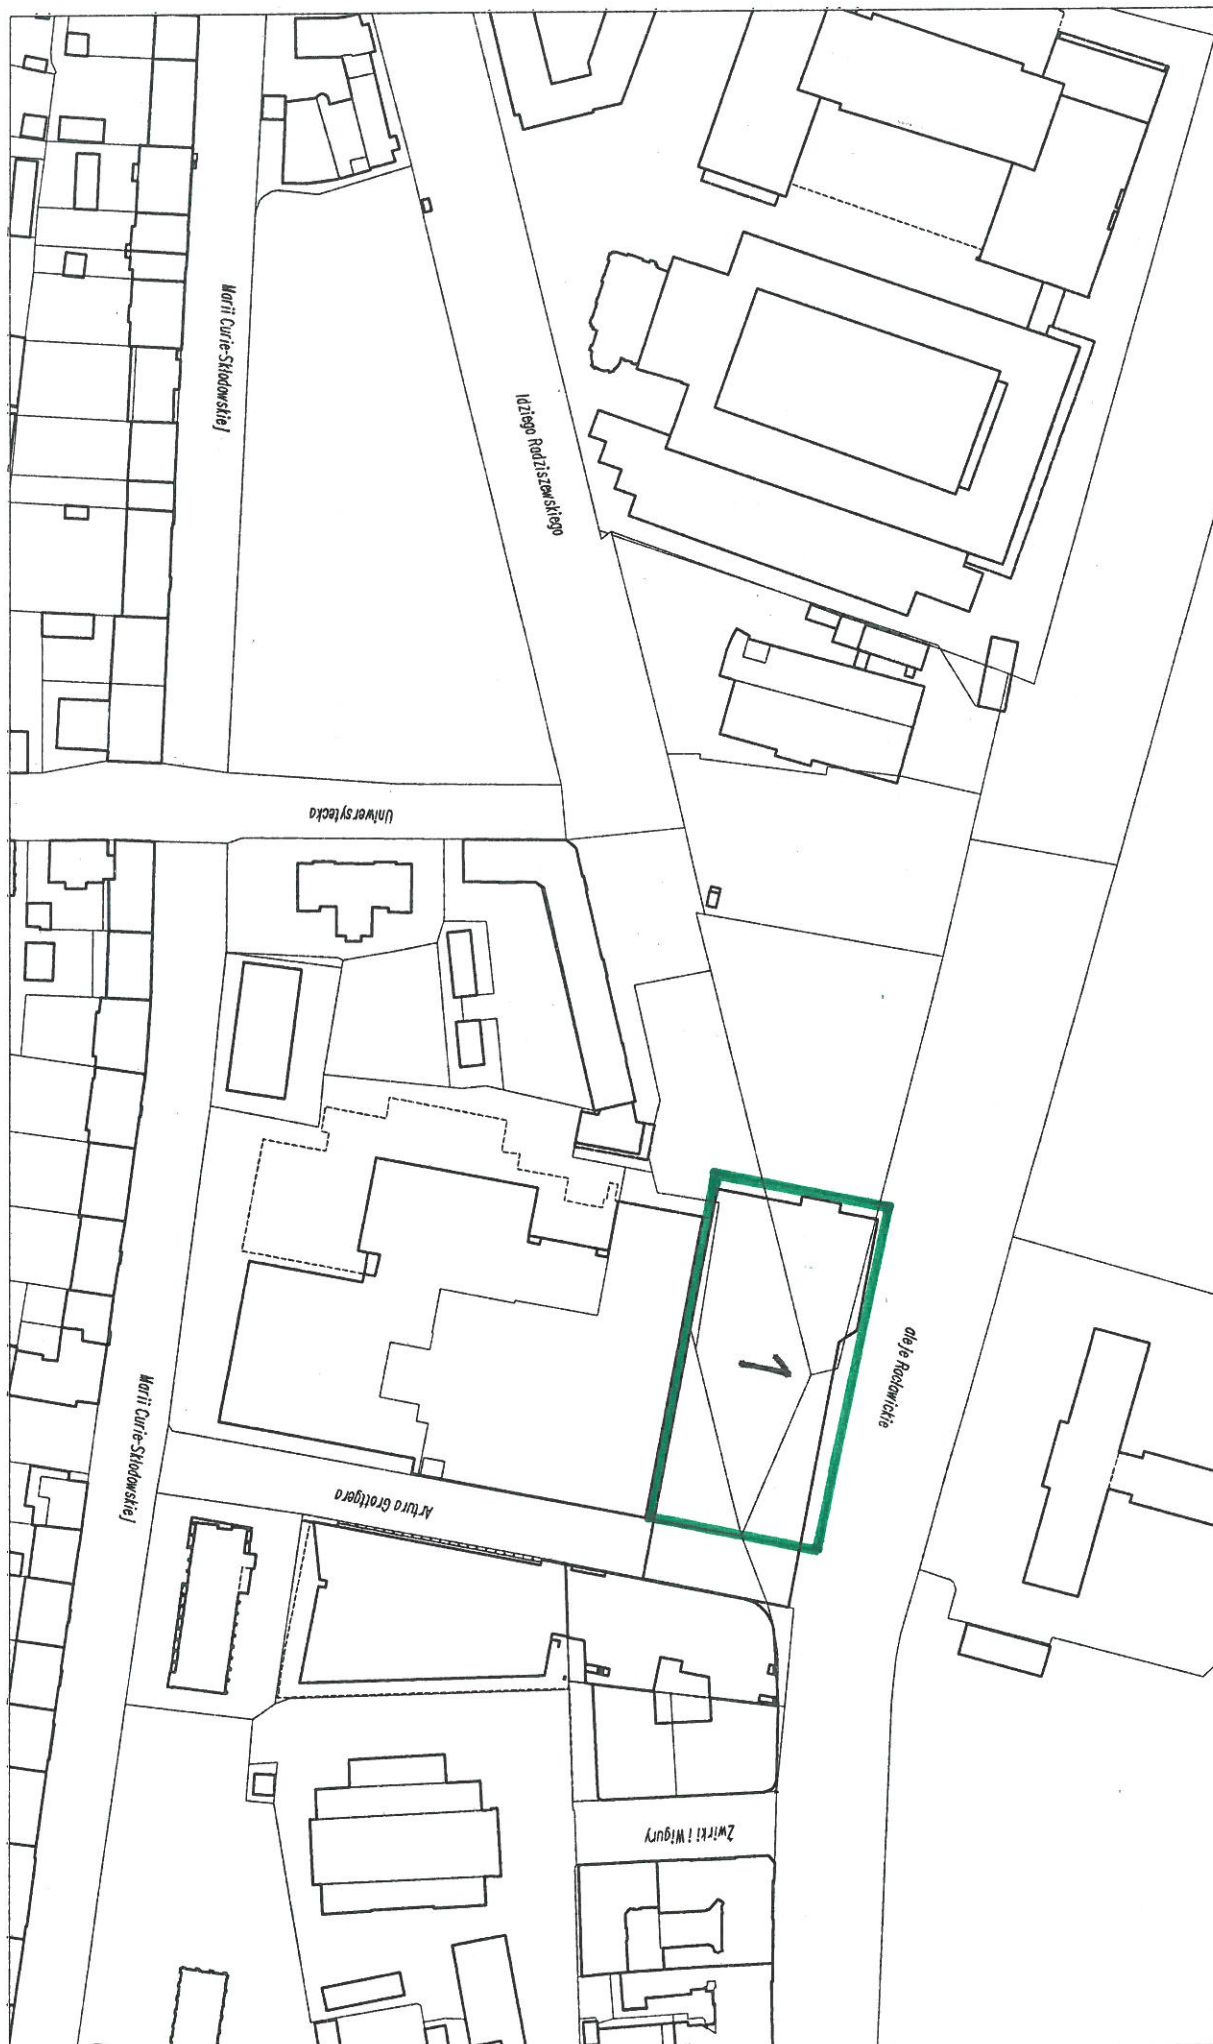 Marii Curie-Skłodowskiej
Idziego Radziszewskiego
Uniwersytecka
aleje Racławickie
1
Marii Curie-Skłodowskiej
Artura Grottgera
Żwirki i Wigury